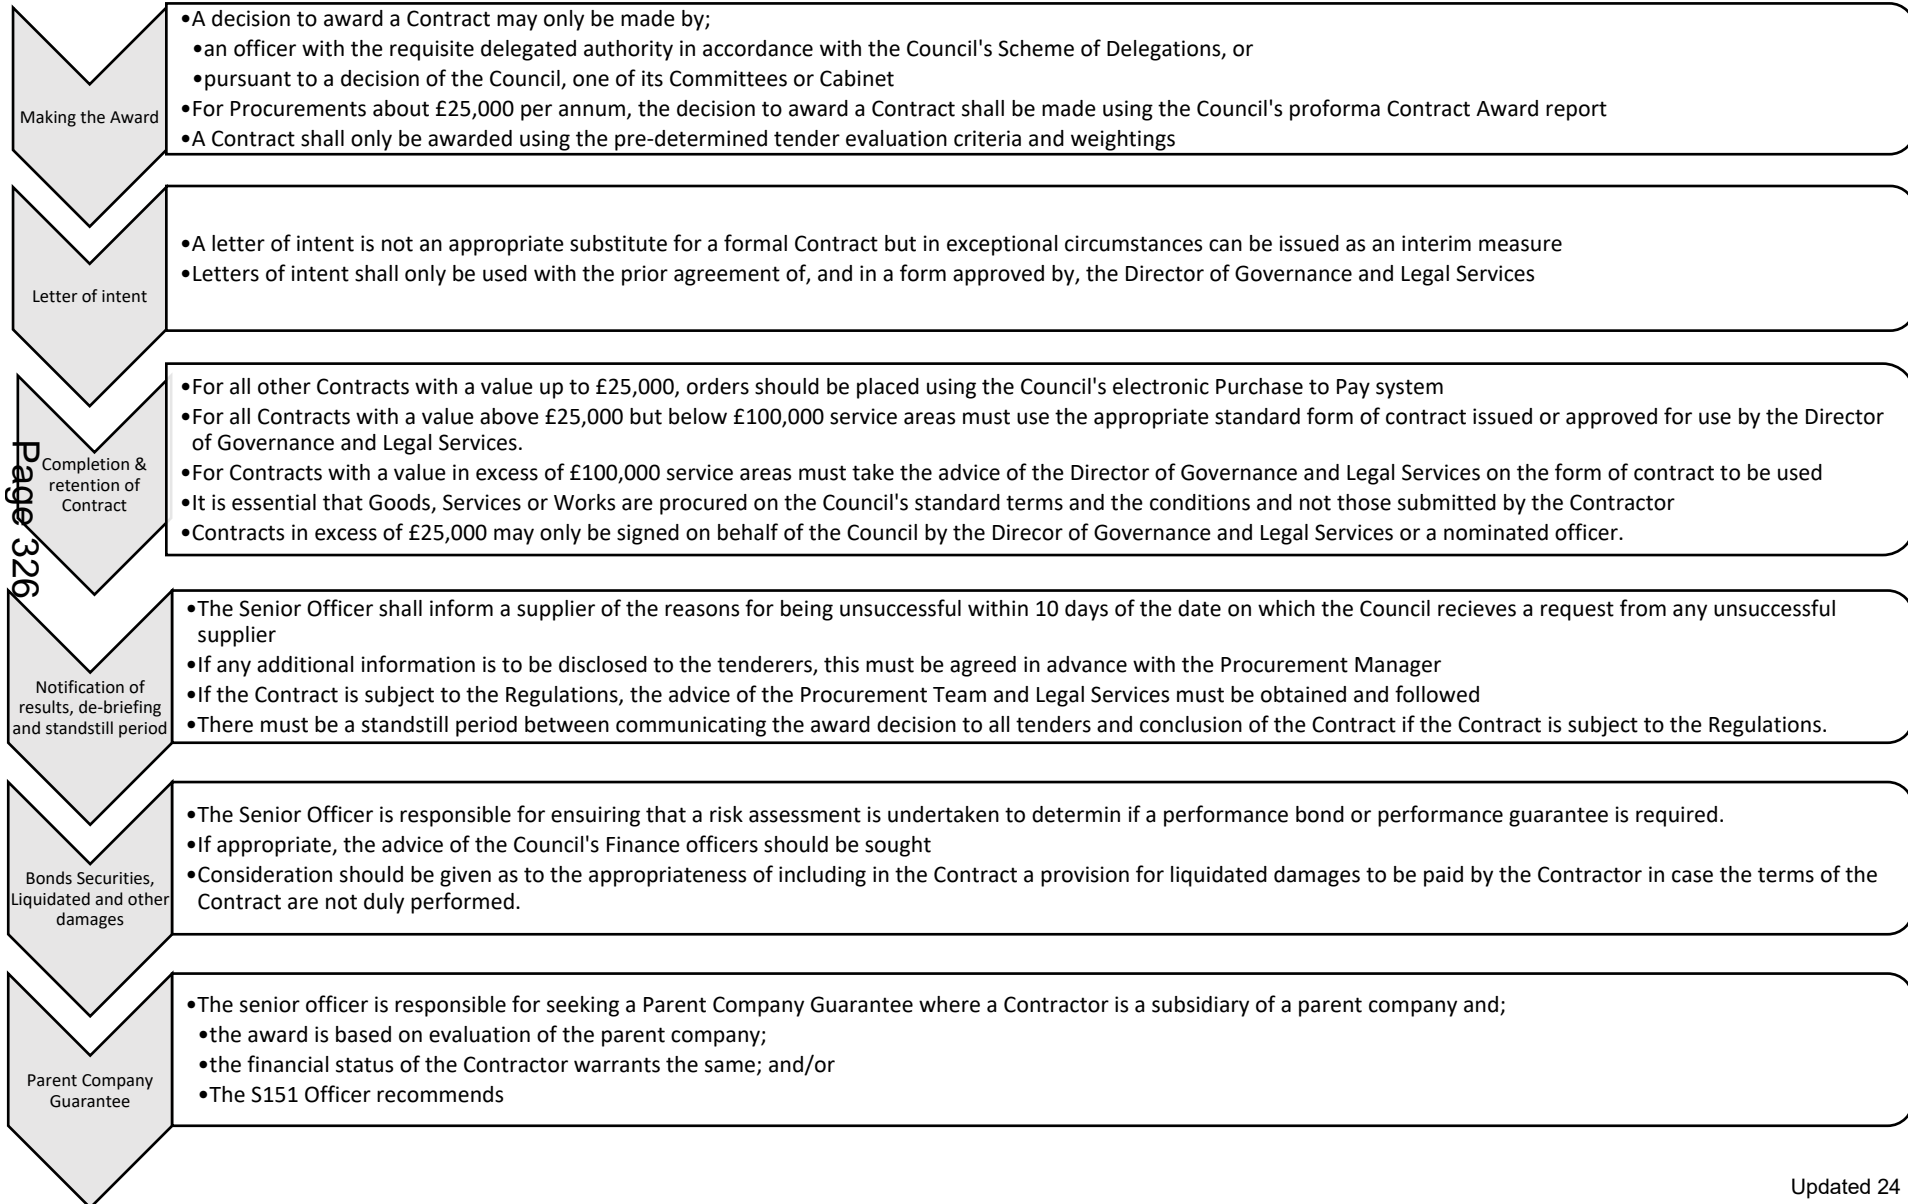 Making the Award
•A decision to award a Contract may only be made by;
•an officer with the requisite delegated authority in accordance with the Council's Scheme of Delegations, or
•pursuant to a decision of the Council, one of its Committees or Cabinet
•For Procurements about £25,000 per annum, the decision to award a Contract shall be made using the Council's proforma Contract Award report
•A Contract shall only be awarded using the pre-determined tender evaluation criteria and weightings
Letter of intent
•A letter of intent is not an appropriate substitute for a formal Contract but in exceptional circumstances can be issued as an interim measure
•Letters of intent shall only be used with the prior agreement of, and in a form approved by, the Director of Governance and Legal Services
Completion &
retention of
Contract
•For all other Contracts with a value up to £25,000, orders should be placed using the Council's electronic Purchase to Pay system
•For all Contracts with a value above £25,000 but below £100,000 service areas must use the appropriate standard form of contract issued or approved for use by the Director
of Governance and Legal Services.
•For Contracts with a value in excess of £100,000 service areas must take the advice of the Director of Governance and Legal Services on the form of contract to be used
•It is essential that Goods, Services or Works are procured on the Council's standard terms and the conditions and not those submitted by the Contractor
•Contracts in excess of £25,000 may only be signed on behalf of the Council by the Direcor of Governance and Legal Services or a nominated officer.
Page 326
Notification of
results, de-briefing
and standstill period
•The Senior Officer shall inform a supplier of the reasons for being unsuccessful within 10 days of the date on which the Council recieves a request from any unsuccessful
supplier
•If any additional information is to be disclosed to the tenderers, this must be agreed in advance with the Procurement Manager
•If the Contract is subject to the Regulations, the advice of the Procurement Team and Legal Services must be obtained and followed
•There must be a standstill period between communicating the award decision to all tenders and conclusion of the Contract if the Contract is subject to the Regulations.
Bonds Securities,
Liquidated and other
damages
•The Senior Officer is responsible for ensuiring that a risk assessment is undertaken to determin if a performance bond or performance guarantee is required.
•If appropriate, the advice of the Council's Finance officers should be sought
•Consideration should be given as to the appropriateness of including in the Contract a provision for liquidated damages to be paid by the Contractor in case the terms of the
Contract are not duly performed.
Parent Company
Guarantee
•The senior officer is responsible for seeking a Parent Company Guarantee where a Contractor is a subsidiary of a parent company and;
•the award is based on evaluation of the parent company;
•the financial status of the Contractor warrants the same; and/or
•The S151 Officer recommends
Updated 24